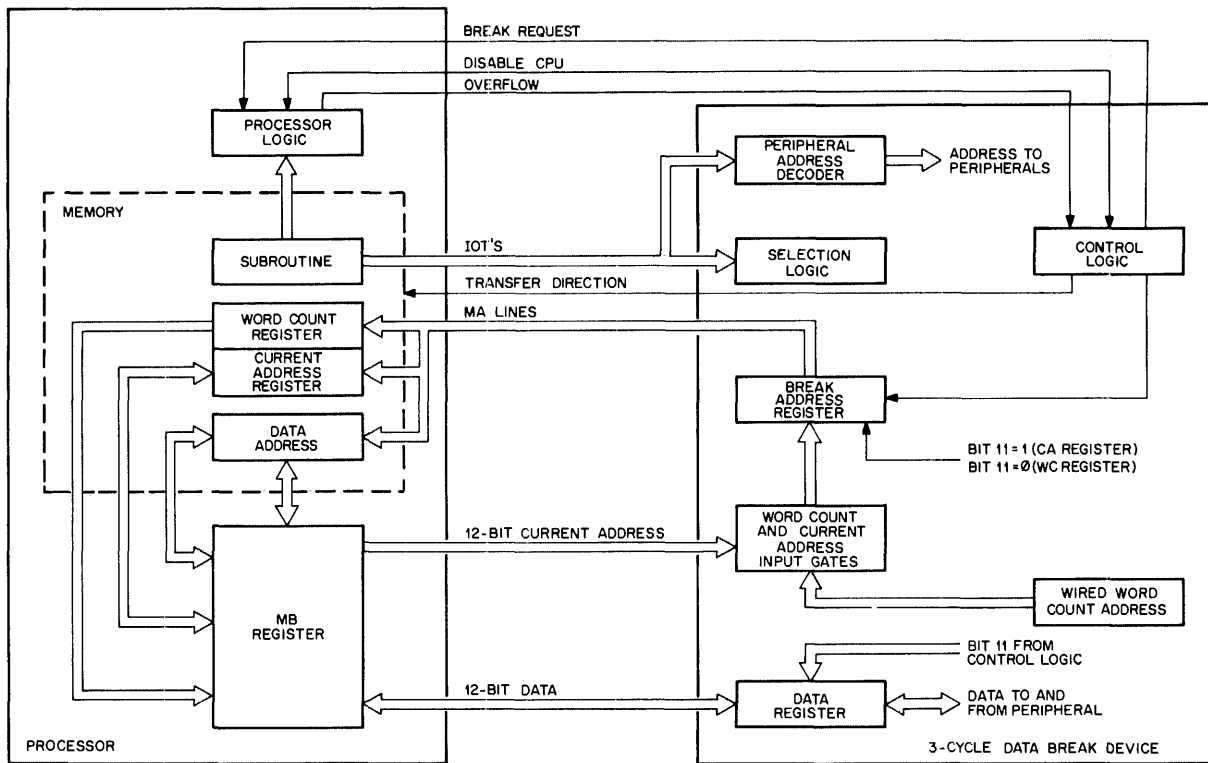 BREAK REQUEST
DISABLE CPU
OVERFLOW
PROCESSOR
LOGIC
PERIPHERAL
ADDRESS
DECODER
ADDRESS TO
PERIPHERALS
MEMORY
SUBROUTINE
IOT'S
SELECTION
LOGIC
CONTROL
LOGIC
TRANSFER DIRECTION
WORD COUNT
REGISTER
MA LINES
CURRENT
ADDRESS
REGISTER
BREAK
ADDRESS
REGISTER
DATA
ADDRESS
BIT 11=1 (CA REGISTER)
BIT 11=0 (WC REGISTER)
12-BIT CURRENT ADDRESS
WORD COUNT
AND CURRENT
ADDRESS
INPUT GATES
WIRED WORD
COUNT ADDRESS
MB
REGISTER
BIT 11 FROM
CONTROL LOGIC
12-BIT DATA
DATA
REGISTER
DATA TO AND
FROM PERIPHERAL
PROCESSOR
3-CYCLE DATA BREAK DEVICE